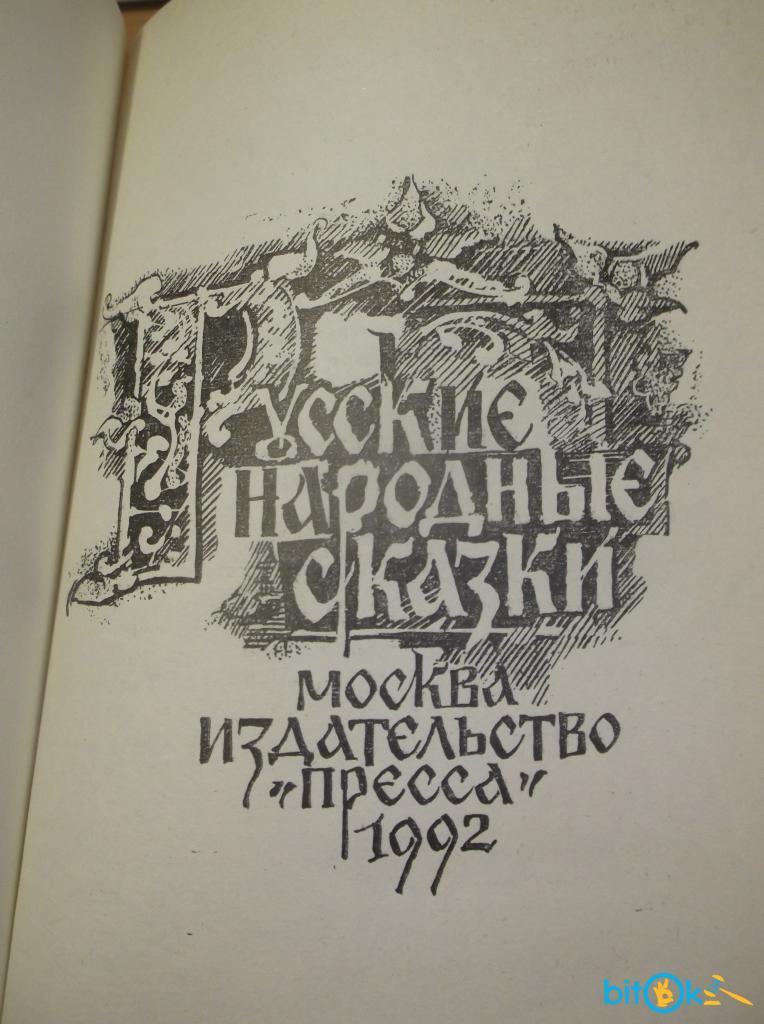 Русские
народные
сказки
Москва
издательство
"Пресса"
1992
bitok